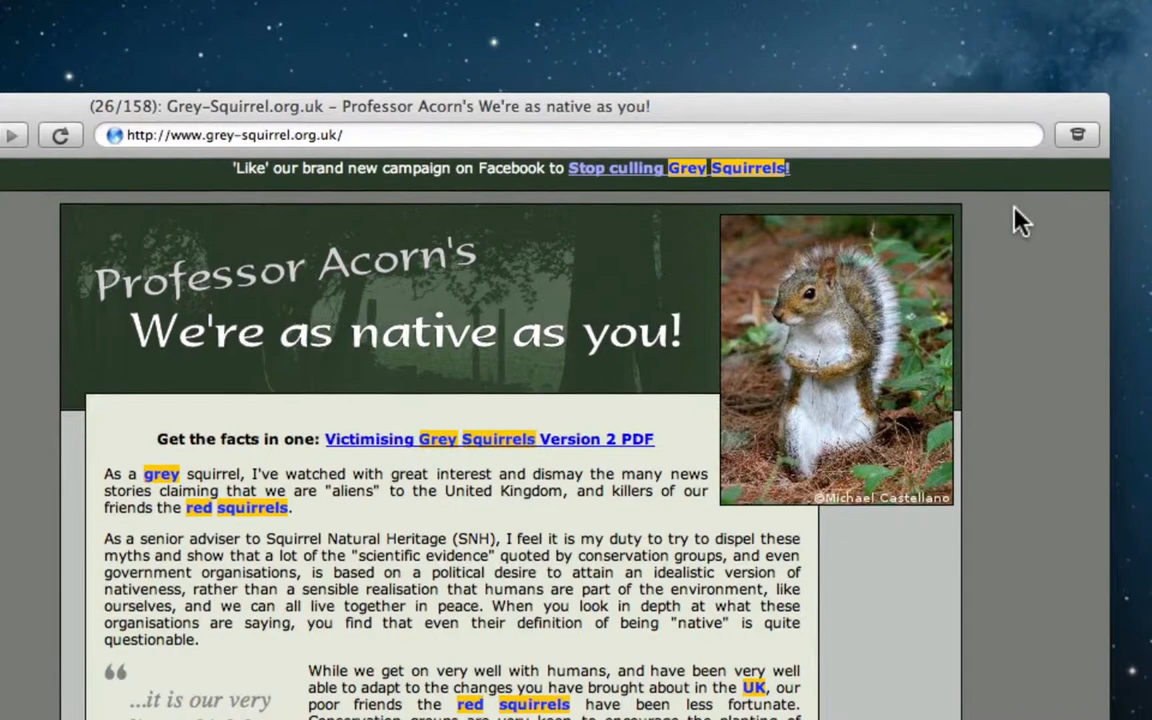 (26/158): Grey-Squirrel.org.uk - Professor Acorn's We're as native as you!
http://www.grey-squirrel.org.uk/
'Like' our brand new campaign on Facebook to Stop culling Grey Squirrels!
Professor Acorn's
We're as native as you!
©Michael Castellano
Get the facts in one: Victimising Grey Squirrels Version 2 PDF
As a grey squirrel, I've watched with great interest and dismay the many news
stories claiming that we are "aliens" to the United Kingdom, and killers of our
friends the red squirrels.
As a senior adviser to Squirrel Natural Heritage (SNH), I feel it is my duty to try to dispel these
myths and show that a lot of the "scientific evidence" quoted by conservation groups, and even
government organisations, is based on a political desire to attain an idealistic version of
nativeness, rather than a sensible realisation that humans are part of the environment, like
ourselves, and we can all live together in peace. When you look in depth at what these
organisations are saying, you find that even their definition of being "native" is quite
questionable.
“
...it is our very
While we get on very well with humans, and have been very well
able to adapt to the changes you have brought about in the UK, our
poor friends the red squirrels have been less fortunate.
Conservation groups are very keen to encourage the planting of